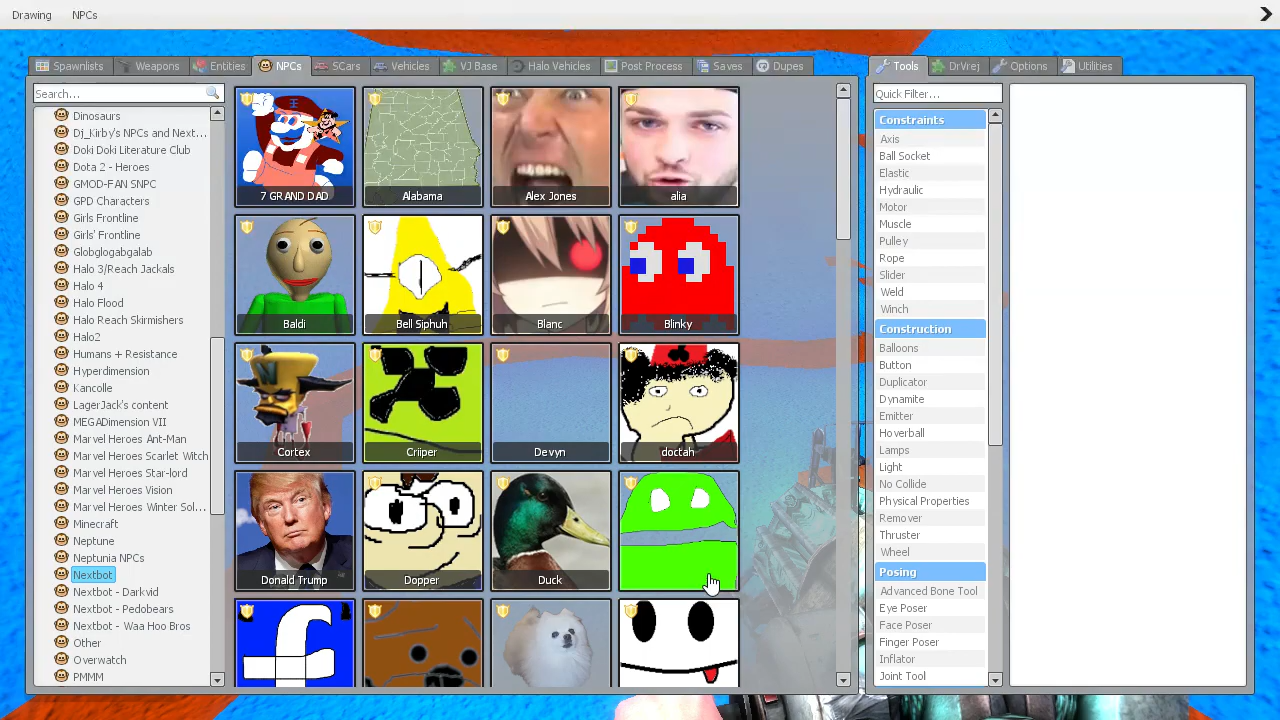 Drawing NPCs
Spawnlists Weapons Entities NPCs SCars Vehicles VJ Base Halo Vehicles Post Process Saves Dupes
Search...
Dinosaurs
Dj_Kirby's NPCs and Next...
Doki Doki Literature Club
Dota 2 - Heroes
GMOD-FAN SNPC
GPD Characters
Girls Frontline
Girls' Frontline
Globglogabgalab
Halo 3/Reach Jackals
Halo 4
Halo Flood
Halo Reach Skirmishers
Halo2
Humans + Resistance
Hyperdimension
Kancolle
LagerJack's content
MEGADimension VII
Marvel Heroes Ant-Man
Marvel Heroes Scarlet Witch
Marvel Heroes Star-lord
Marvel Heroes Vision
Marvel Heroes Winter Sol...
Minecraft
Neptune
Neptunia NPCs
Nextbot
Nextbot - Darkvid
Nextbot - Pedobears
Nextbot - Waa Hoo Bros
Other
Overwatch
PMMM
7 GRAND DAD Alabama Alex Jones alia
Baldi Bell Siphuh Blanc Blinky
Cortex Criiper Devyn doctah
Donald Trump Dopper Duck
Tools DrVrej Options Utilities
Quick Filter...
Constraints
Axis
Ball Socket
Elastic
Hydraulic
Motor
Muscle
Pulley
Rope
Slider
Weld
Winch
Construction
Balloons
Button
Duplicator
Dynamite
Emitter
Hoverball
Lamps
Light
No Collide
Physical Properties
Remover
Thruster
Wheel
Posing
Advanced Bone Tool
Eye Poser
Face Poser
Finger Poser
Inflator
Joint Tool